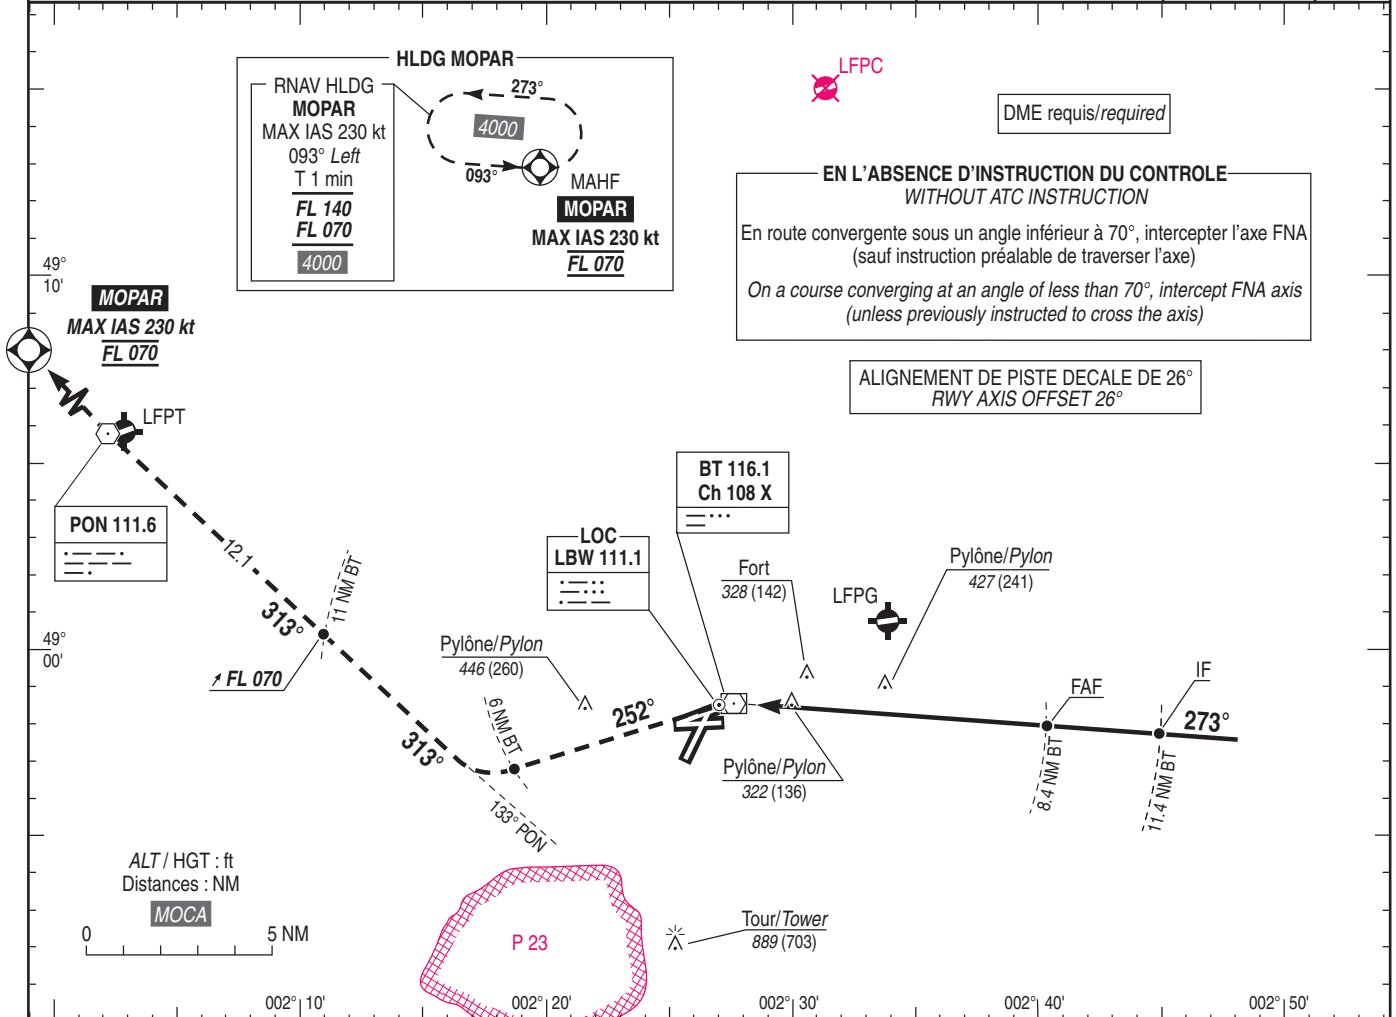 HLDG MOPAR
RNAV HLDG
MOPAR
MAX IAS 230 kt
093° Left
T 1 min
FL 140
FL 070
4000
273°
4000
093°
MAHF
MOPAR
MAX IAS 230 kt
FL 070
LFPC
DME requis/required
EN L'ABSENCE D'INSTRUCTION DU CONTROLE
WITHOUT ATC INSTRUCTION
En route convergente sous un angle inférieur à 70°, intercepter l'axe FNA
(sauf instruction préalable de traverser l'axe)
On a course converging at an angle of less than 70°, intercept FNA axis
(unless previously instructed to cross the axis)
ALIGNEMENT DE PISTE DECALE DE 26°
RWY AXIS OFFSET 26°
49°
10'
MOPAR
MAX IAS 230 kt
FL 070
LFPT
PON 111.6
12.1
313°
11 NM BT
FL 070
49°
00'
BT 116.1
Ch 108 X
LOC
LBW 111.1
Fort
328 (142)
Pylône/Pylon
427 (241)
LFPG
Pylône/Pylon
446 (260)
6 NM BT
252°
313°
133° PON
Pylône/Pylon
322 (136)
FAF
IF
273°
8.4 NM BT
11.4 NM BT
ALT / HGT : ft
Distances : NM
MOCA
0
5 NM
P 23
Tour/Tower
889 (703)
002° 10'
002° 20'
002° 30'
002° 40'
002° 50'